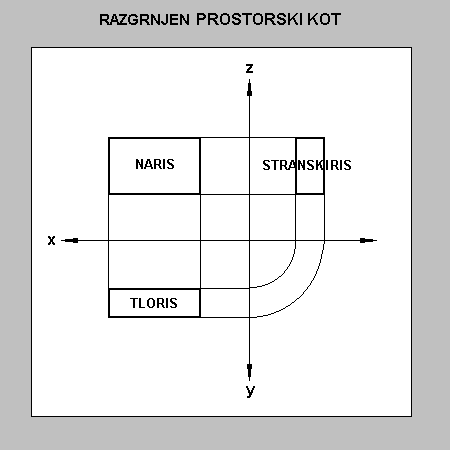 RAZGRNJEN PROSTORSKI KOT
z
NARIS
STRANSKIRIS
x
TLORIS
y